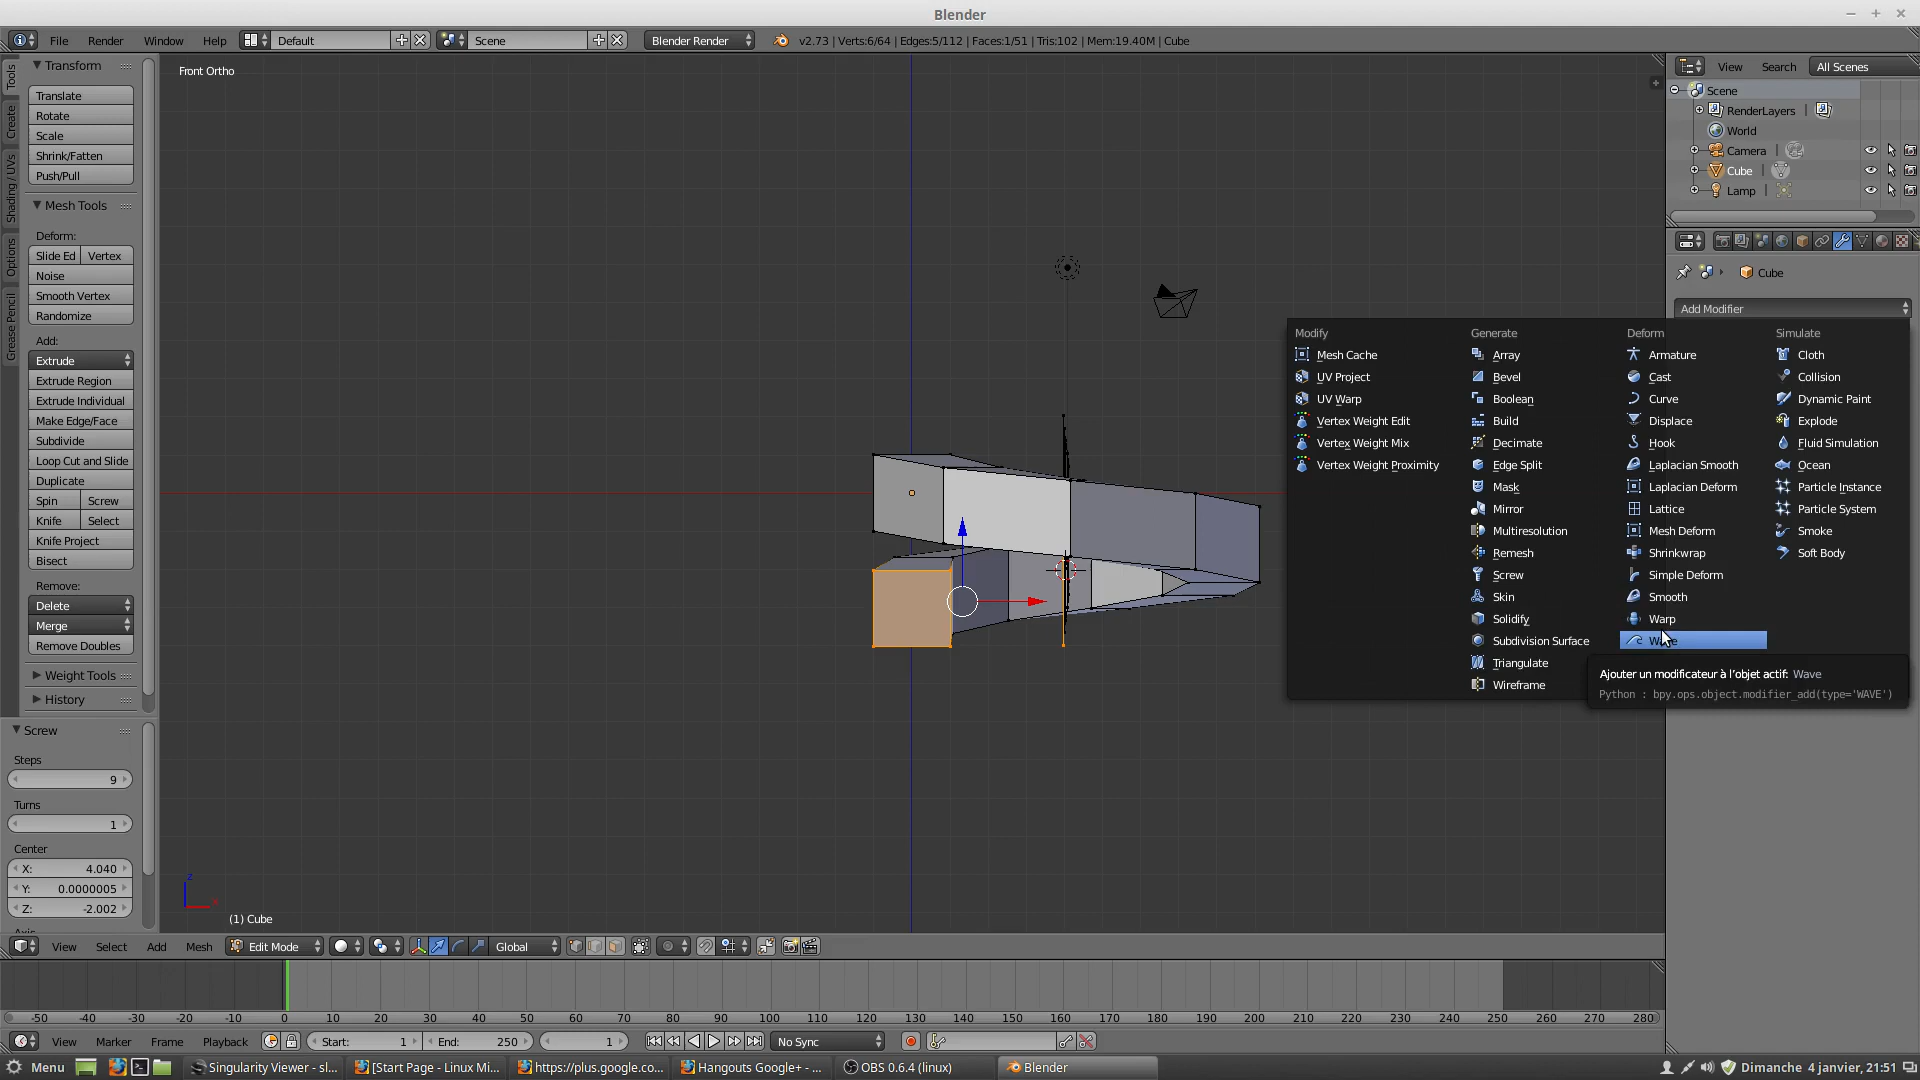 Blender
File Render Window Help Default Scene Blender Render v2.73 | Verts:6/64 | Edges:5/112 | Faces:1/51 | Tris:102 | Mem:19.40M | Cube
Tools
Create
Shading / UVs
Options
Grease Pencil
Transform
Translate
Rotate
Scale
Shrink/Fatten
Push/Pull
Mesh Tools
Deform:
Slide Ed Vertex
Noise
Smooth Vertex
Randomize
Add:
Extrude
Extrude Region
Extrude Individual
Make Edge/Face
Subdivide
Loop Cut and Slide
Duplicate
Spin Screw
Knife Select
Knife Project
Bisect
Remove:
Delete
Merge
Remove Doubles
Weight Tools
History
Screw
Steps
9
Turns
1
Center
X: 4.040
Y: 0.0000005
Z: -2.002
Front Ortho
z
x
(1) Cube
View Search All Scenes
Scene
RenderLayers |
World
Camera |
Cube |
Lamp |
Cube
Add Modifier
Modify
Mesh Cache
UV Project
UV Warp
Vertex Weight Edit
Vertex Weight Mix
Vertex Weight Proximity
Generate
Array
Bevel
Boolean
Build
Decimate
Edge Split
Mask
Mirror
Multiresolution
Remesh
Screw
Skin
Solidify
Subdivision Surface
Triangulate
Wireframe
Deform
Armature
Cast
Curve
Displace
Hook
Laplacian Smooth
Laplacian Deform
Lattice
Mesh Deform
Shrinkwrap
Simple Deform
Smooth
Warp
Wave
Simulate
Cloth
Collision
Dynamic Paint
Explode
Fluid Simulation
Ocean
Particle Instance
Particle System
Smoke
Soft Body
Ajouter un modificateur à l'objet actif: Wave
Python : bpy.ops.object.modifier_add(type='WAVE')
View Select Add Mesh Edit Mode Global
-50 -40 -30 -20 -10 0 10 20 30 40 50 60 70 80 90 100 110 120 130 140 150 160 170 180 190 200 210 220 230 240 250 260 270 280
View Marker Frame Playback Start: 1 End: 250 1 No Sync
Menu Singularity Viewer - sl... [Start Page - Linux Mi... https://plus.google.co... Hangouts Google+ - ... OBS 0.6.4 (linux) Blender Dimanche 4 janvier, 21:51